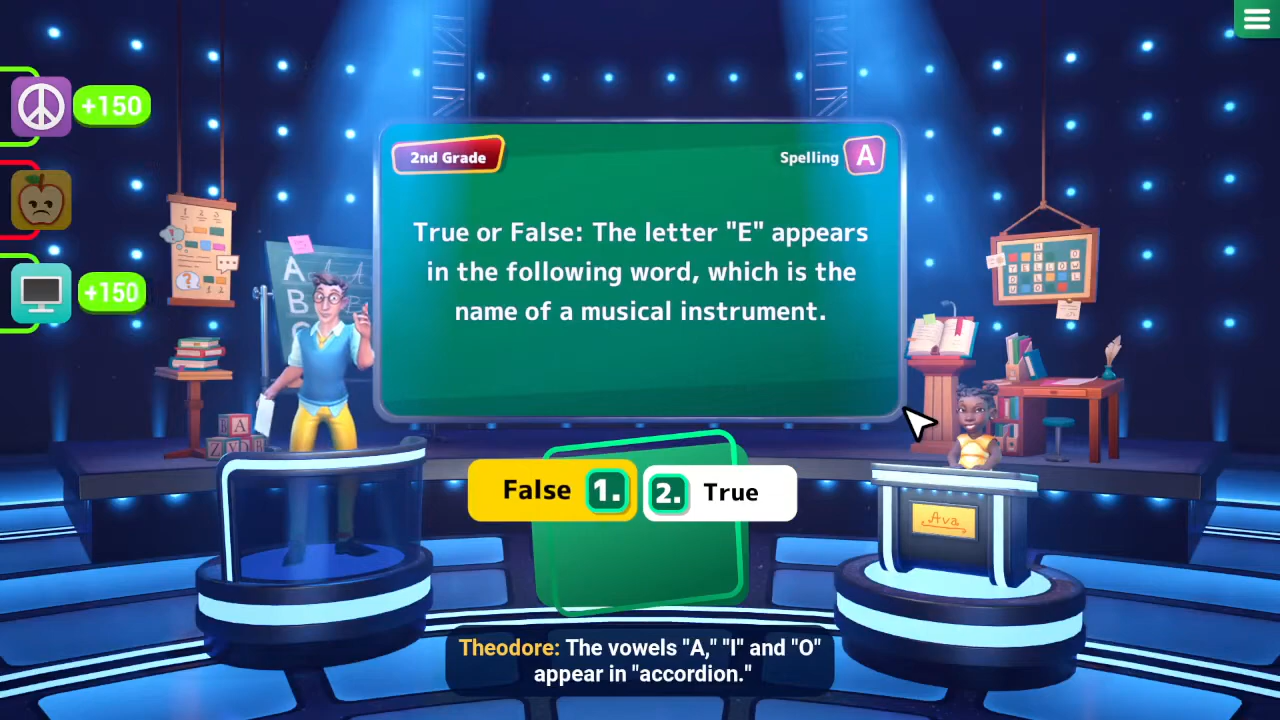 +150
+150
2nd Grade
Spelling A
True or False: The letter "E" appears
in the following word, which is the
name of a musical instrument.
False 1.
2. True
A
B
Ava
Theodore: The vowels "A," "I" and "O"
appear in "accordion."